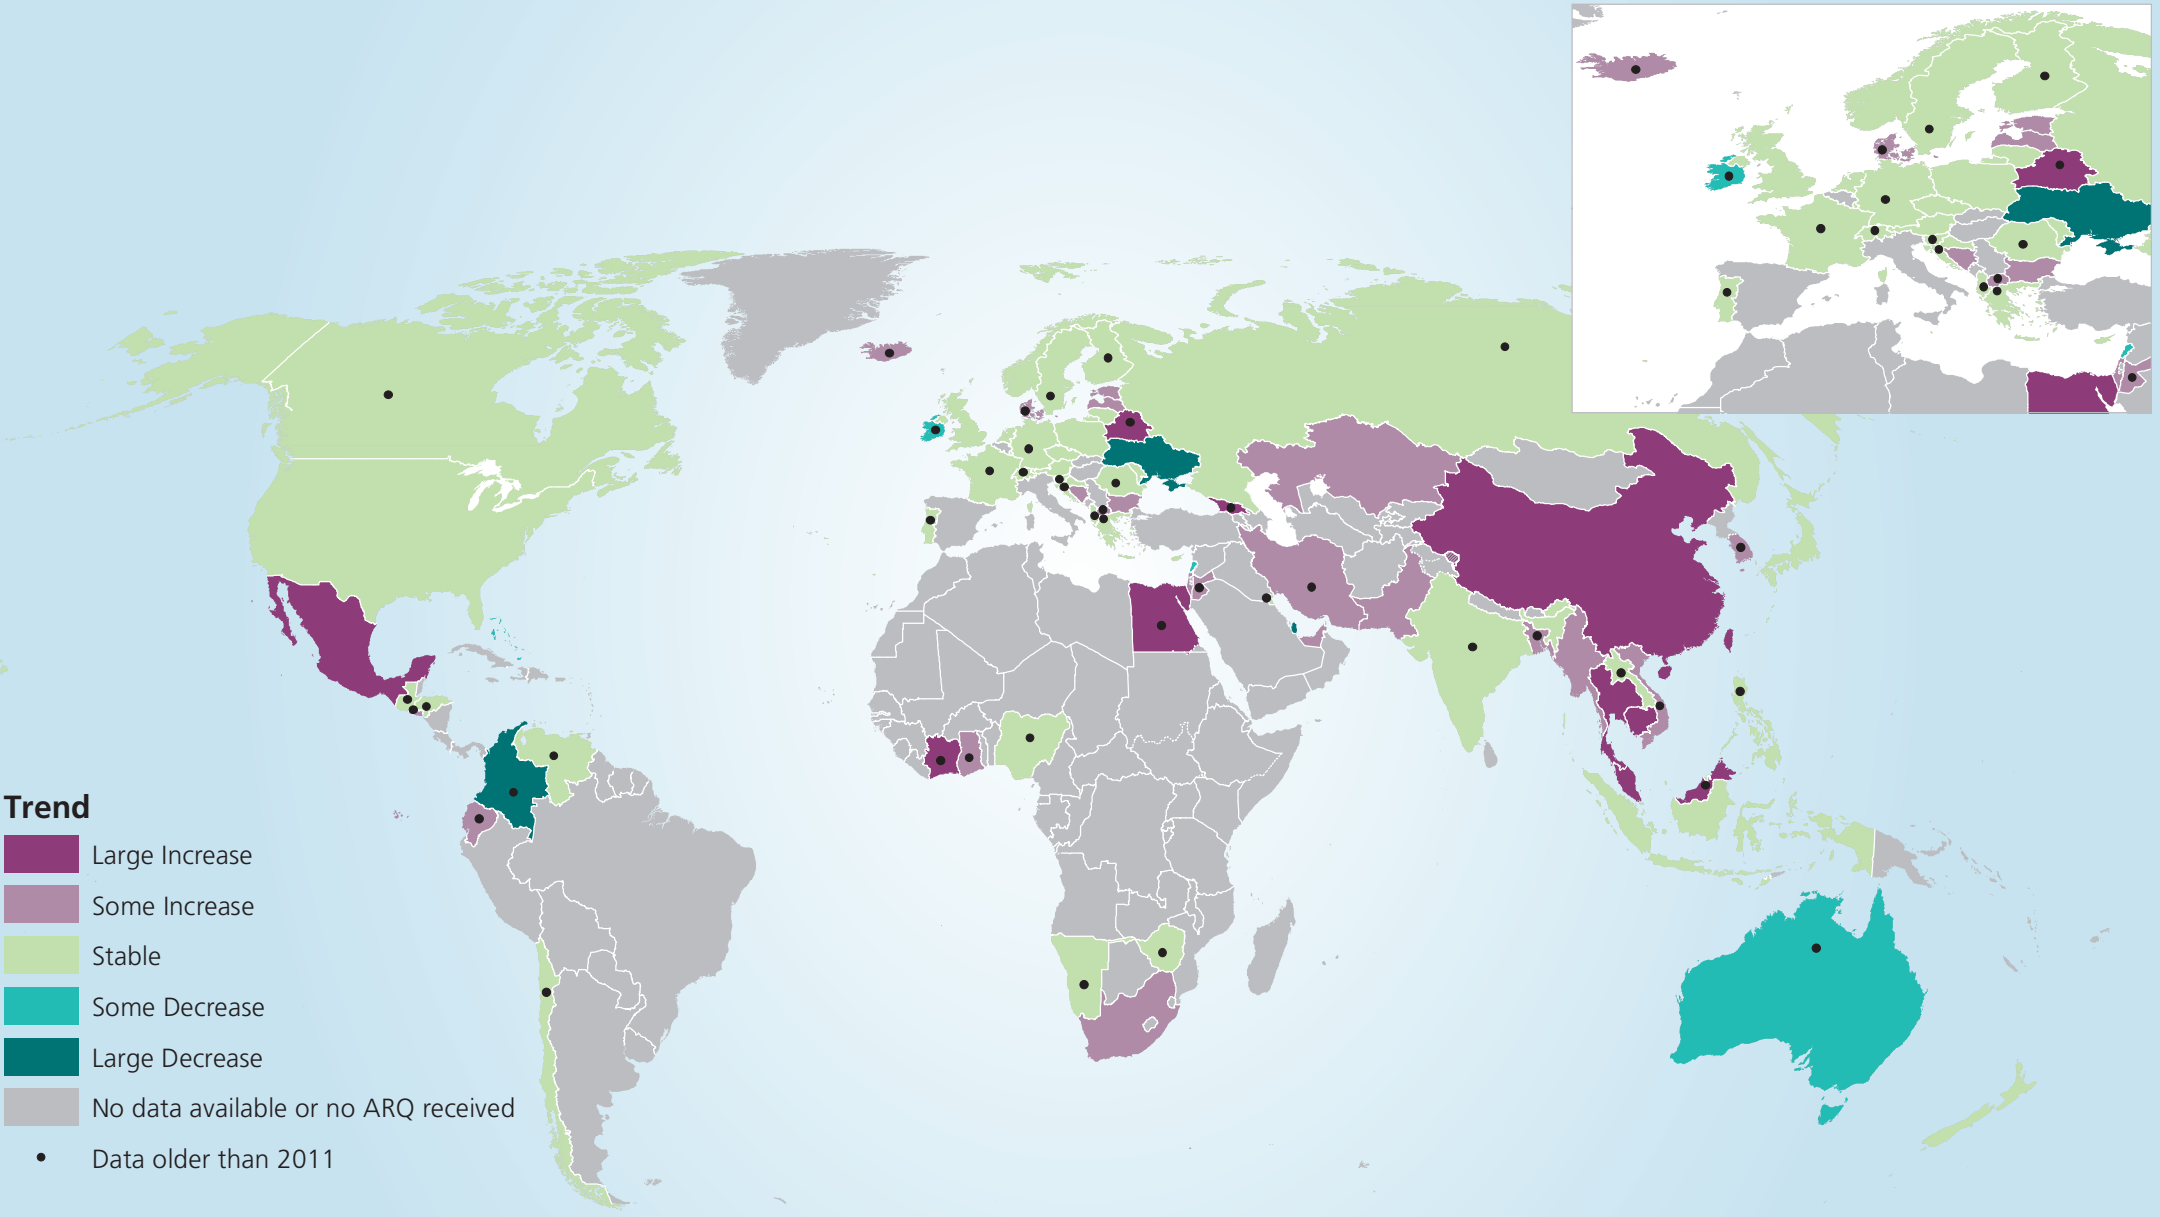 Trend
Large Increase
Some Increase
Stable
Some Decrease
Large Decrease
No data available or no ARQ received
Data older than 2011